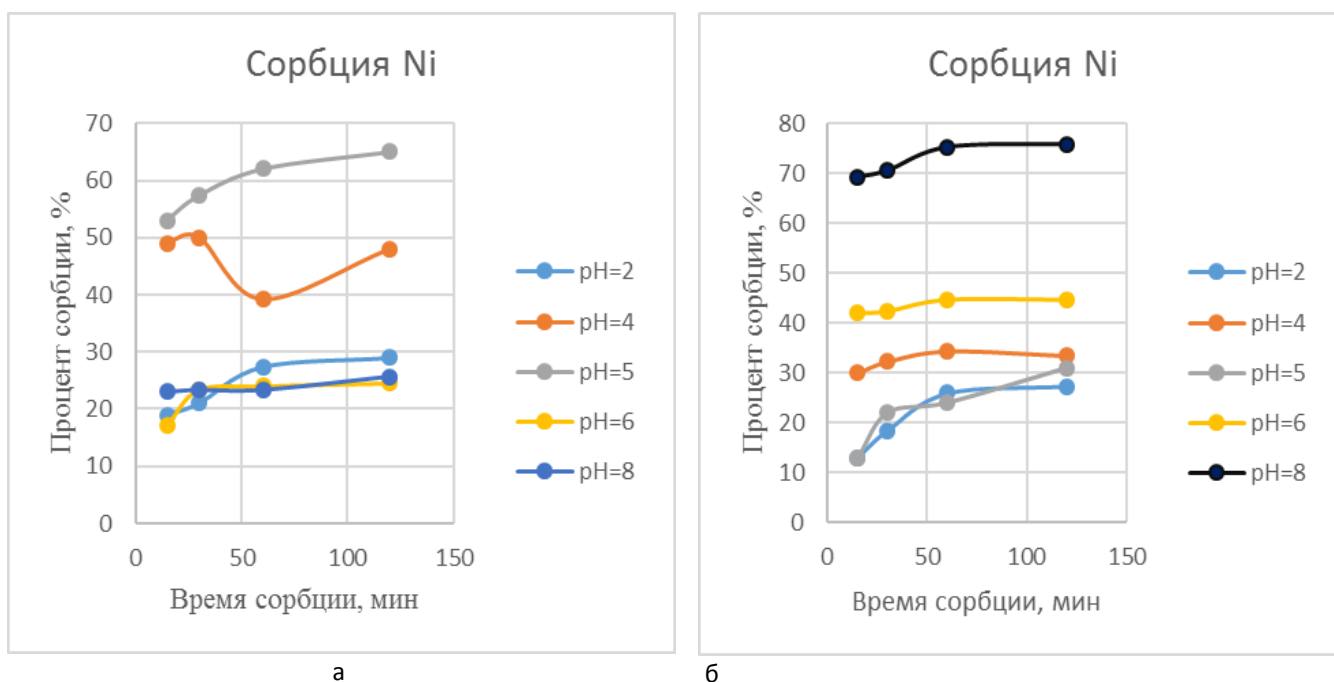 Сорбция Ni
70
60
50
40
30
20
10
0
0 50 100 150
Процент сорбции, %
Время сорбции, мин
pH=2
pH=4
pH=5
pH=6
pH=8
а
Сорбция Ni
80
70
60
50
40
30
20
10
0
0 50 100 150
Процент сорбции, %
Время сорбции, мин
pH=2
pH=4
pH=5
pH=6
pH=8
б